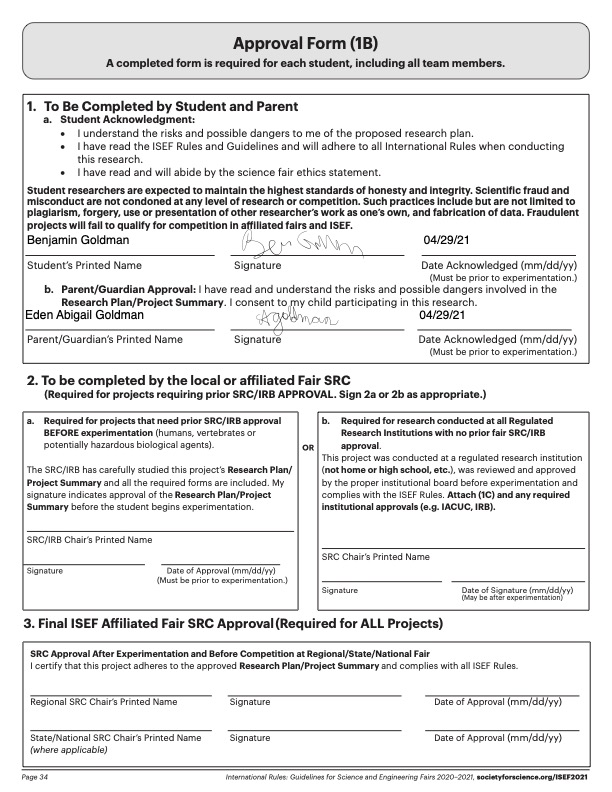 Approval Form (1B)
A completed form is required for each student, including all team members.
1. To Be Completed by Student and Parent
a. Student Acknowledgment:
• I understand the risks and possible dangers to me of the proposed research plan.
• I have read the ISEF Rules and Guidelines and will adhere to all International Rules when conducting
this research.
• I have read and will abide by the science fair ethics statement.
Student researchers are expected to maintain the highest standards of honesty and integrity. Scientific fraud and
misconduct are not condoned at any level of research or competition. Such practices include but are not limited to
plagiarism, forgery, use or presentation of other researcher's work as one's own, and fabrication of data. Fraudulent
projects will fail to qualify for competition in affiliated fairs and ISEF.
Benjamin Goldman Ben Goldman 04/29/21
Student's Printed Name Signature Date Acknowledged (mm/dd/yy)
(Must be prior to experimentation.)
b. Parent/Guardian Approval: I have read and understand the risks and possible dangers involved in the
Research Plan/Project Summary. I consent to my child participating in this research.
Eden Abigail Goldman Agoldman 04/29/21
Parent/Guardian's Printed Name Signature Date Acknowledged (mm/dd/yy)
(Must be prior to experimentation.)
2. To be completed by the local or affiliated Fair SRC
(Required for projects requiring prior SRC/IRB APPROVAL. Sign 2a or 2b as appropriate.)
a. Required for projects that need prior SRC/IRB approval
BEFORE experimentation (humans, vertebrates or
potentially hazardous biological agents).
The SRC/IRB has carefully studied this project's Research Plan/
Project Summary and all the required forms are included. My
signature indicates approval of the Research Plan/Project
Summary before the student begins experimentation.
SRC/IRB Chair's Printed Name
Signature Date of Approval (mm/dd/yy)
(Must be prior to experimentation.)
OR
b. Required for research conducted at all Regulated
Research Institutions with no prior fair SRC/IRB
approval.
This project was conducted at a regulated research institution
(not home or high school, etc.), was reviewed and approved
by the proper institutional board before experimentation and
complies with the ISEF Rules. Attach (1C) and any required
institutional approvals (e.g. IACUC, IRB).
SRC Chair's Printed Name
Signature Date of Signature (mm/dd/yy)
(May be after experimentation)
3. Final ISEF Affiliated Fair SRC Approval(Required for ALL Projects)
SRC Approval After Experimentation and Before Competition at Regional/State/National Fair
I certify that this project adheres to the approved Research Plan/Project Summary and complies with all ISEF Rules.
Regional SRC Chair's Printed Name Signature Date of Approval (mm/dd/yy)
State/National SRC Chair's Printed Name Signature Date of Approval (mm/dd/yy)
(where applicable)
Page 34 International Rules: Guidelines for Science and Engineering Fairs 2020–2021, societyforscience.org/ISEF2021